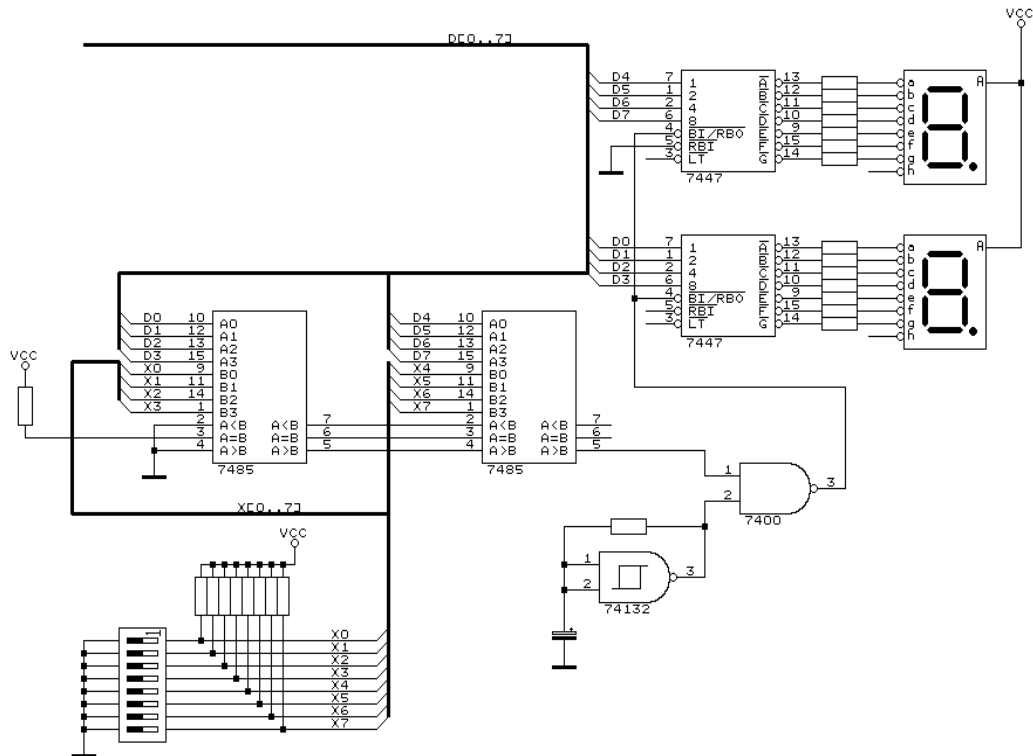 VCC
D[0..7]
D4 7 1 A 13 a A
D5 1 2 B 12 b
D6 2 4 C 11 c
D7 6 8 D 10 d
4 BI/RBO E 9 e
5 RBI F 15 f
3 LT G 14 g
h
7447
D0 7 1 A 13 a A
D1 1 2 B 12 b
D2 2 4 C 11 c
D3 6 8 D 10 d
4 BI/RBO E 9 e
5 RBI F 15 f
3 LT G 14 g
h
7447
D0 10 A0 D4 10 A0
D1 12 A1 D5 12 A1
D2 13 A2 D6 13 A2
D3 15 A3 D7 15 A3
VCC
X0 9 B0 X4 9 B0
X1 11 B1 X5 11 B1
X2 14 B2 X6 14 B2
X3 1 B3 X7 1 B3
2 A<B A<B 7 2 A<B A<B 7
3 A=B A=B 6 3 A=B A=B 6
4 A>B A>B 5 4 A>B A>B 5
7485 7485
1 3
2
7400
X[0..7]
VCC
1 3
2
74132
+
1
X0
X1
X2
X3
X4
X5
X6
X7